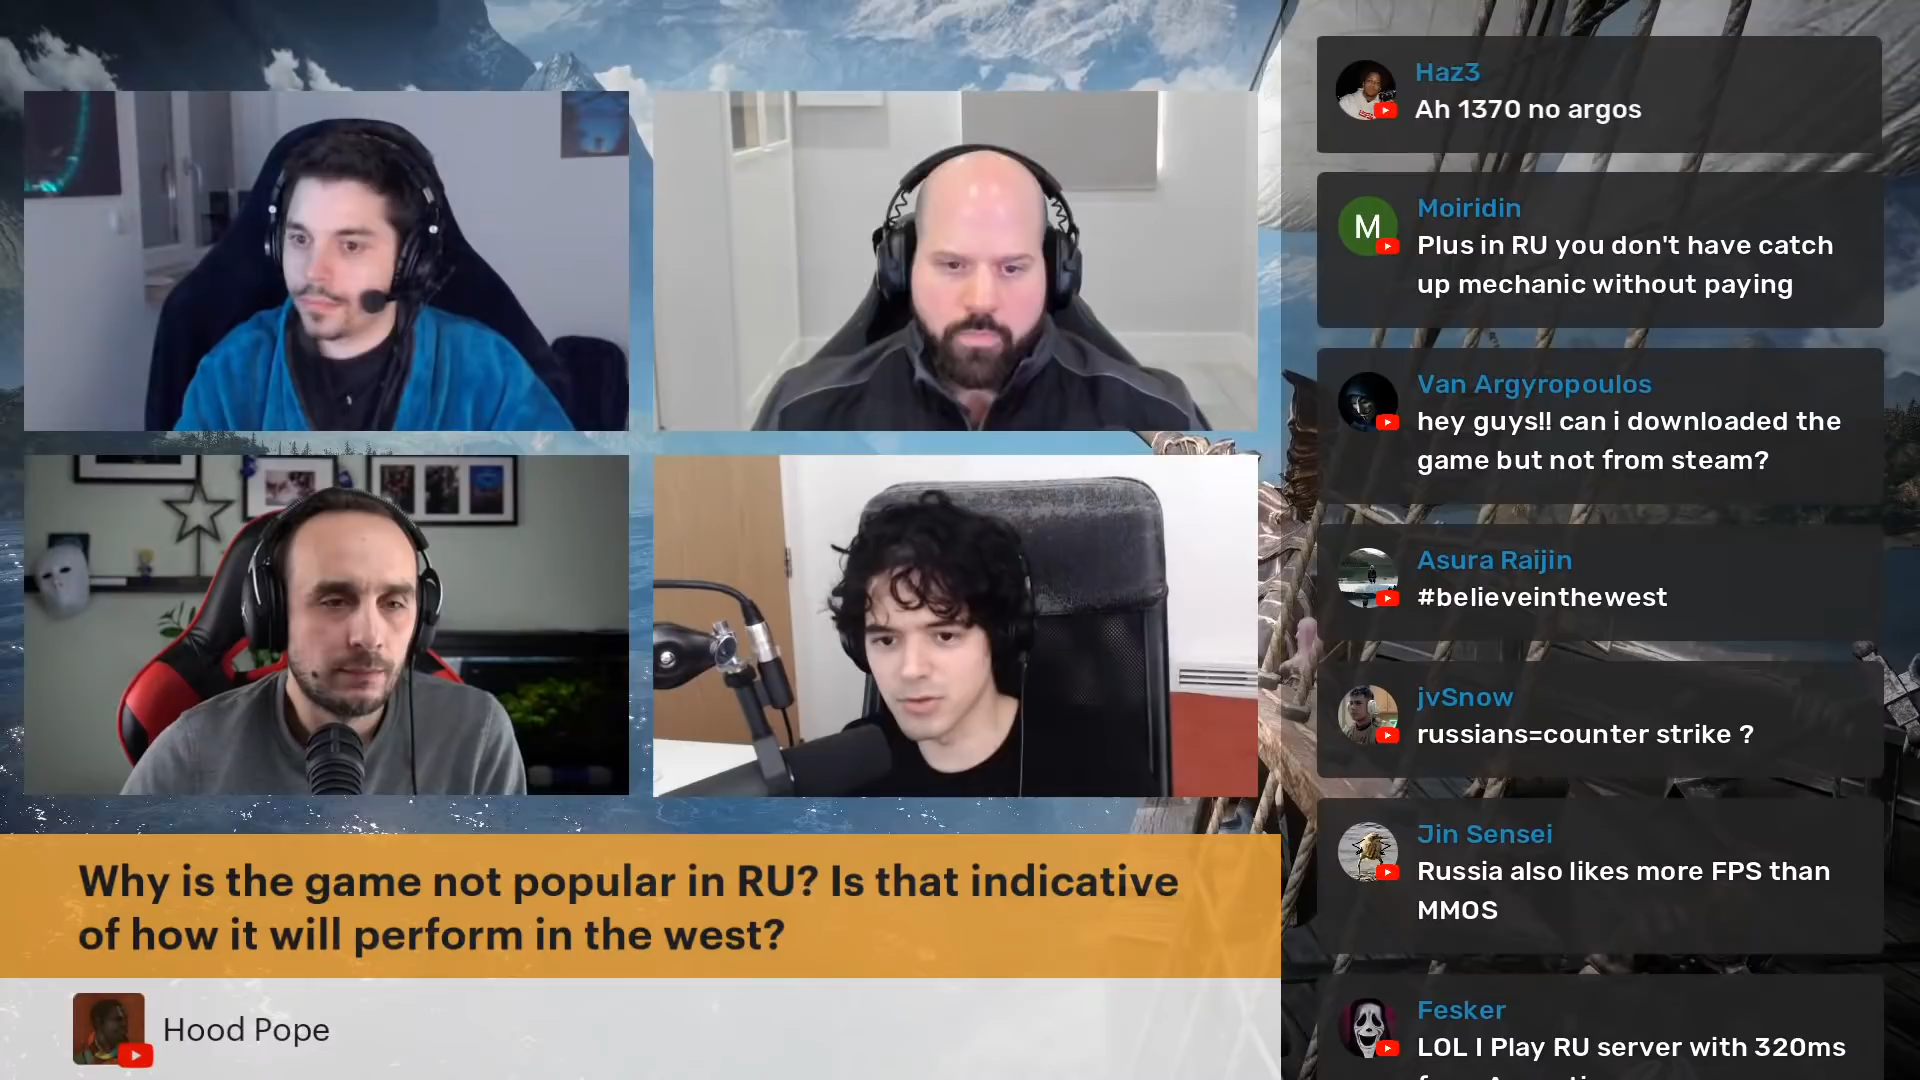 Haz3
Ah 1370 no argos
M
Moiridin
Plus in RU you don't have catch
up mechanic without paying
Van Argyropoulos
hey guys!! can i downloaded the
game but not from steam?
Asura Raijin
#believeinthewest
jvSnow
russians=counter strike ?
Jin Sensei
Russia also likes more FPS than
MMOS
Fesker
LOL I Play RU server with 320ms
Why is the game not popular in RU? Is that indicative
of how it will perform in the west?
Hood Pope